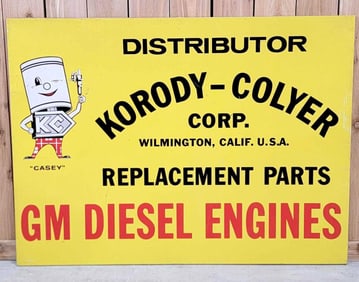 DISTRIBUTOR
KORODY-COLYER
CORP.
WILMINGTON, CALIF. U.S.A.
KC
"CASEY"
REPLACEMENT PARTS
GM DIESEL ENGINES